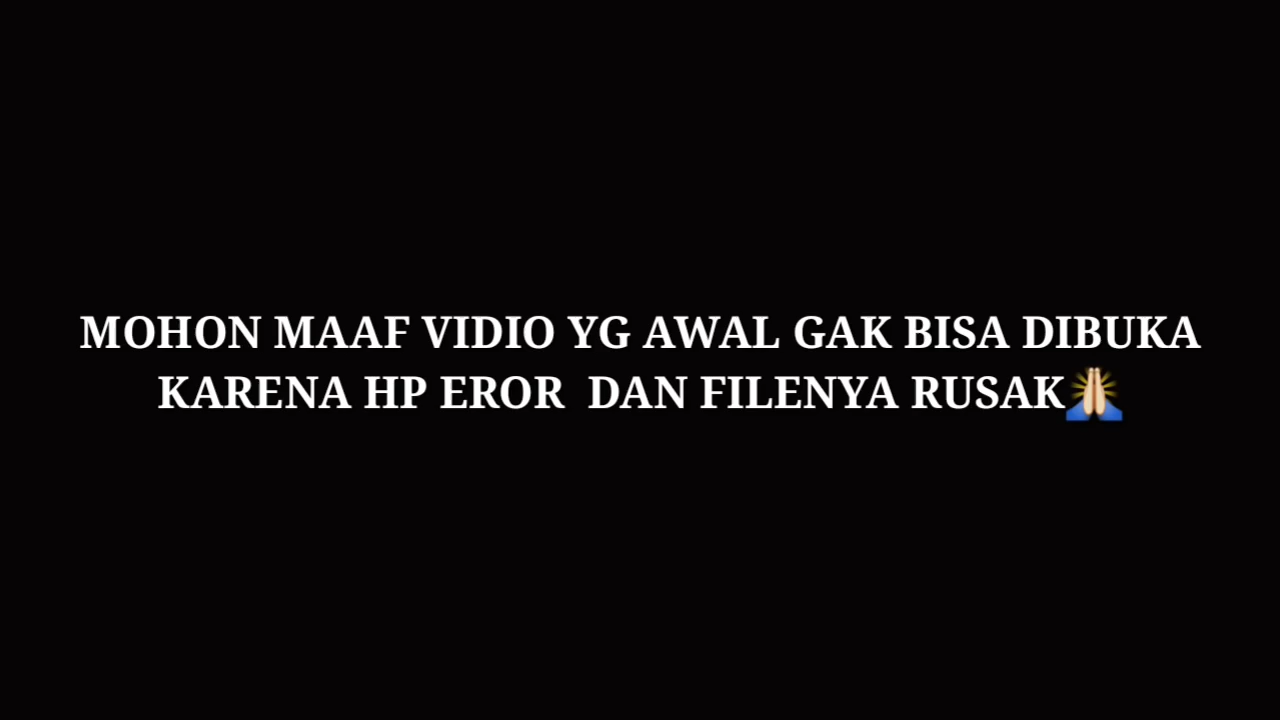 MOHON MAAF VIDIO YG AWAL GAK BISA DIBUKA
KARENA HP EROR  DAN FILENYA RUSAK🙏